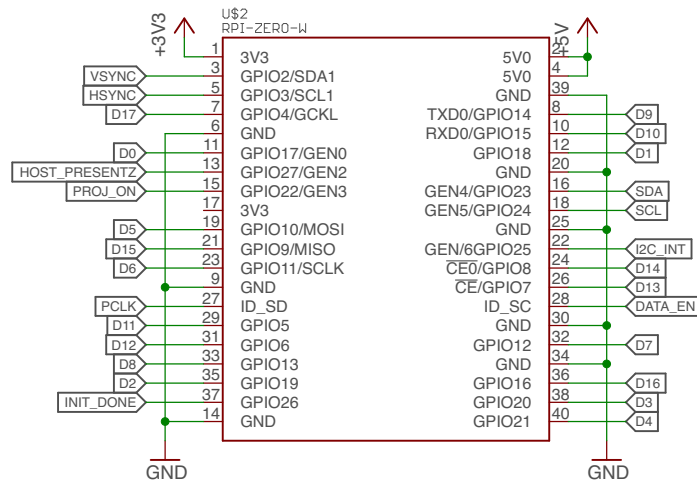 U$2
RPI-ZERO-W
+3V3
+5V
1 3V3 5V0 2
VSYNC 3 GPIO2/SDA1 5V0 4
HSYNC 5 GPIO3/SCL1 GND 39
D17 7 GPIO4/GCKL TXD0/GPIO14 8 D9
6 GND RXD0/GPIO15 10 D10
D0 11 GPIO17/GEN0 GPIO18 12 D1
HOST_PRESENTZ 13 GPIO27/GEN2 GND 20
PROJ_ON 15 GPIO22/GEN3 GEN4/GPIO23 16 SDA
17 3V3 GEN5/GPIO24 18 SCL
D5 19 GPIO10/MOSI GND 25
D15 21 GPIO9/MISO GEN/6GPIO25 22 I2C_INT
D6 23 GPIO11/SCLK CE0/GPIO8 24 D14
9 GND CE/GPIO7 26 D13
PCLK 27 ID_SD ID_SC 28 DATA_EN
D11 29 GPIO5 GND 30
D12 31 GPIO6 GPIO12 32 D7
D8 33 GPIO13 GND 34
D2 35 GPIO19 GPIO16 36 D16
INIT_DONE 37 GPIO26 GPIO20 38 D3
14 GND GPIO21 40 D4
GND GND